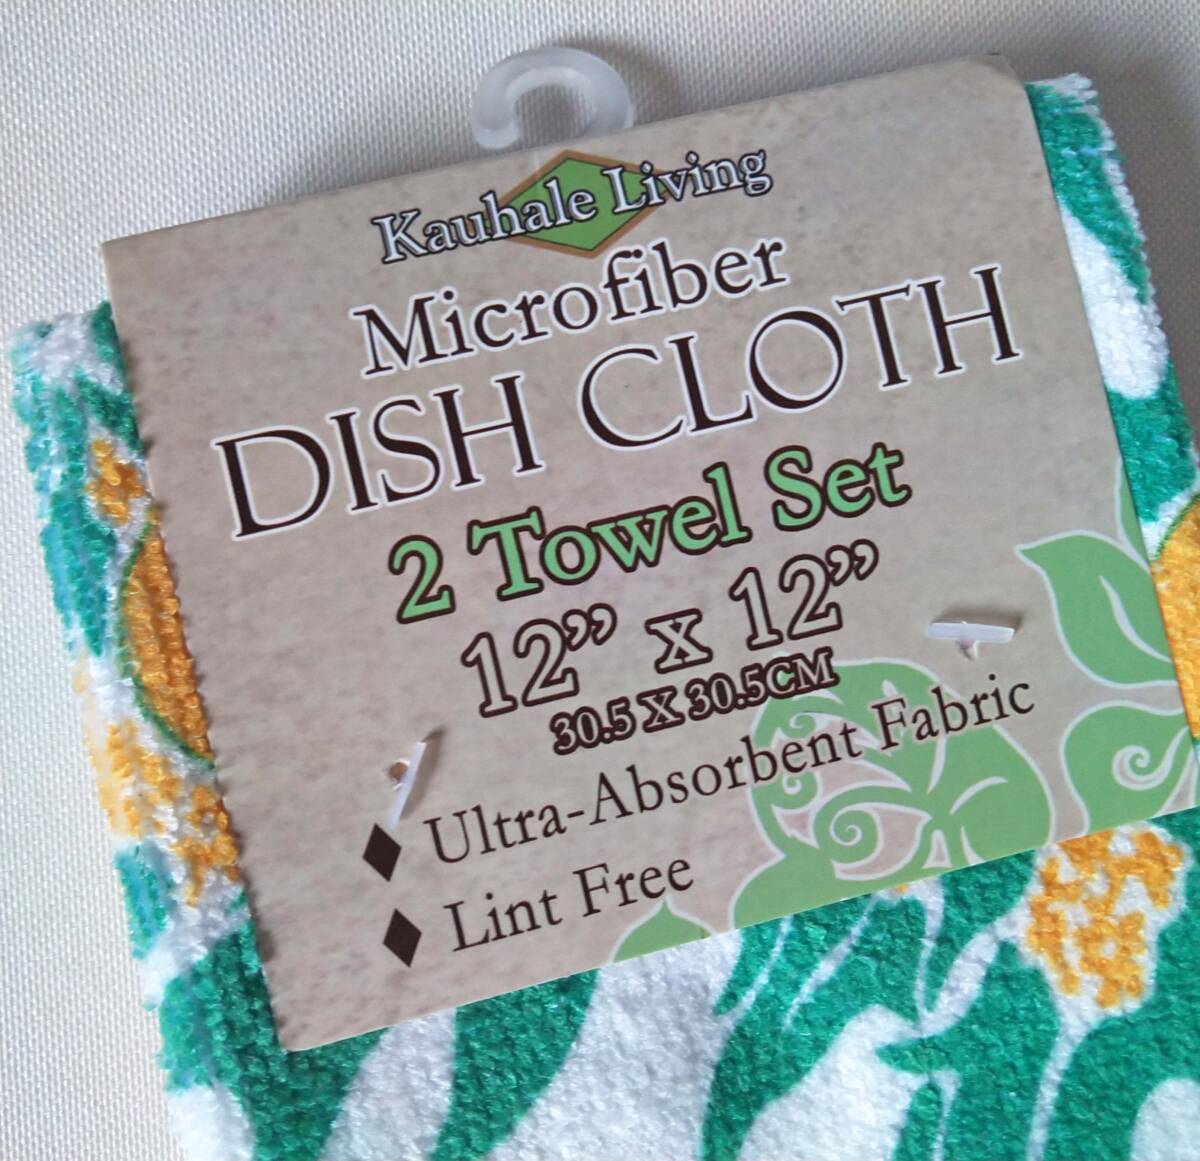 Kauhale Living
Microfiber
DISH CLOTH
2 Towel Set
12” x 12”
30.5 X 30.5CM
♦ Ultra-Absorbent Fabric
♦ Lint Free